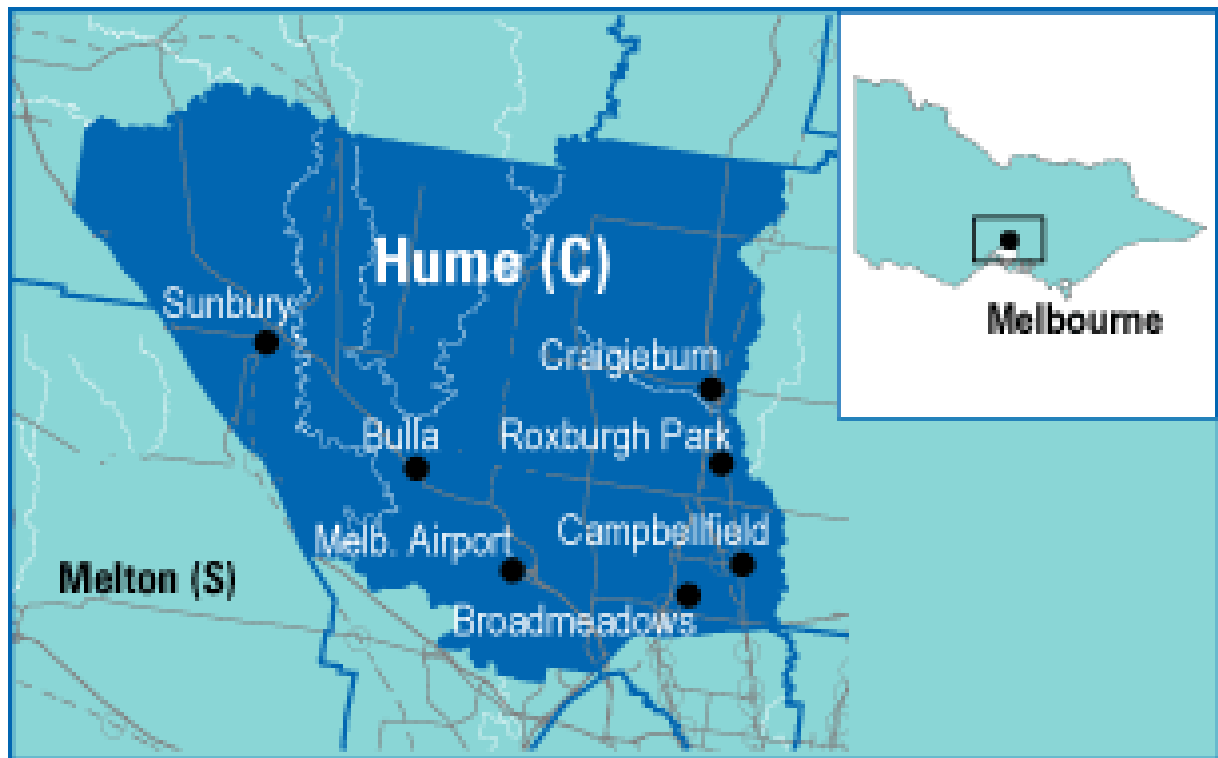 Hume (C)
Sunbury
Craigieburn
Bulla
Roxburgh Park
Campbellfield
Melb. Airport
Melton (S)
Broadmeadows
Melbourne